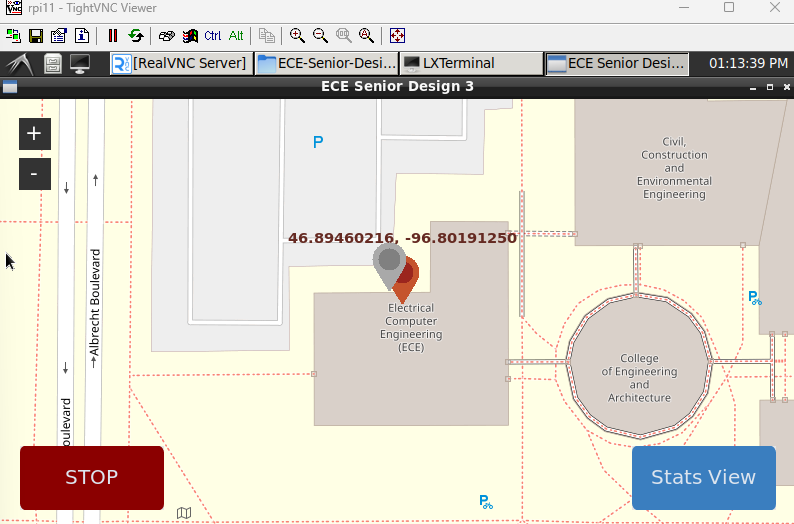 rpi11 - TightVNC Viewer
Ctrl Alt
[RealVNC Server]
ECE-Senior-Desi...
LXTerminal
ECE Senior Desi...
01:13:39 PM
ECE Senior Design 3
+
-
P
Civil,
Construction
and
Environmental
Engineering
46.89460216, -96.80191250
Albrecht Boulevard
Electrical
Computer
Engineering
(ECE)
P
College
of Engineering
and
Architecture
oulevard
STOP
Stats View
P